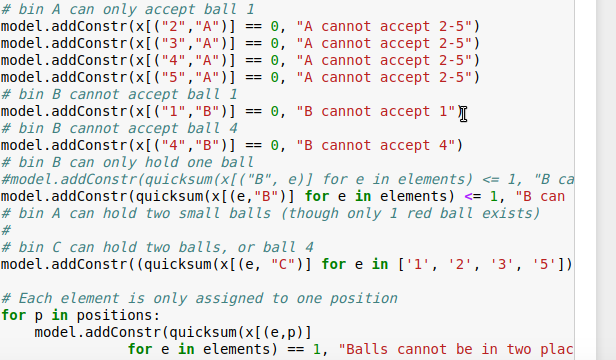 # bin A can only accept ball 1
model.addConstr(x[("2","A")] == 0, "A cannot accept 2-5")
model.addConstr(x[("3","A")] == 0, "A cannot accept 2-5")
model.addConstr(x[("4","A")] == 0, "A cannot accept 2-5")
model.addConstr(x[("5","A")] == 0, "A cannot accept 2-5")
# bin B cannot accept ball 1
model.addConstr(x[("1","B")] == 0, "B cannot accept 1")
# bin B cannot accept ball 4
model.addConstr(x[("4","B")] == 0, "B cannot accept 4")
# bin B can only hold one ball
#model.addConstr(quicksum(x[("B", e)] for e in elements) <= 1, "B ca
model.addConstr(quicksum(x[(e,"B")] for e in elements) <= 1, "B can
# bin A can hold two small balls (though only 1 red ball exists)
#
# bin C can hold two balls, or ball 4
model.addConstr((quicksum(x[(e, "C")] for e in ['1', '2', '3', '5'])
# Each element is only assigned to one position
for p in positions:
    model.addConstr(quicksum(x[(e,p)]
               for e in elements) == 1, "Balls cannot be in two plac